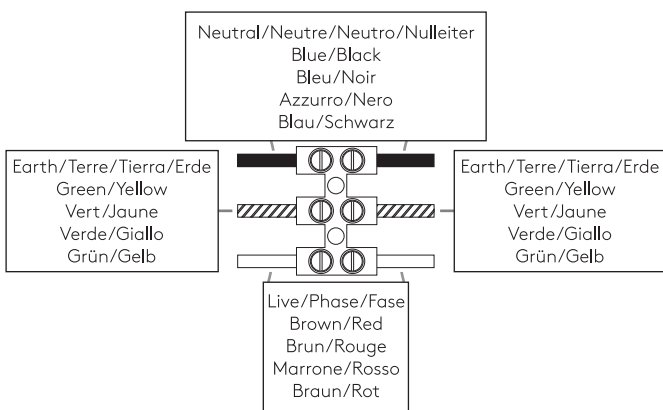 Neutral/Neutre/Neutro/Nulleiter
Blue/Black
Bleu/Noir
Azzurro/Nero
Blau/Schwarz
Earth/Terre/Tierra/Erde
Green/Yellow
Vert/Jaune
Verde/Giallo
Grün/Gelb
Earth/Terre/Tierra/Erde
Green/Yellow
Vert/Jaune
Verde/Giallo
Grün/Gelb
Live/Phase/Fase
Brown/Red
Brun/Rouge
Marrone/Rosso
Braun/Rot